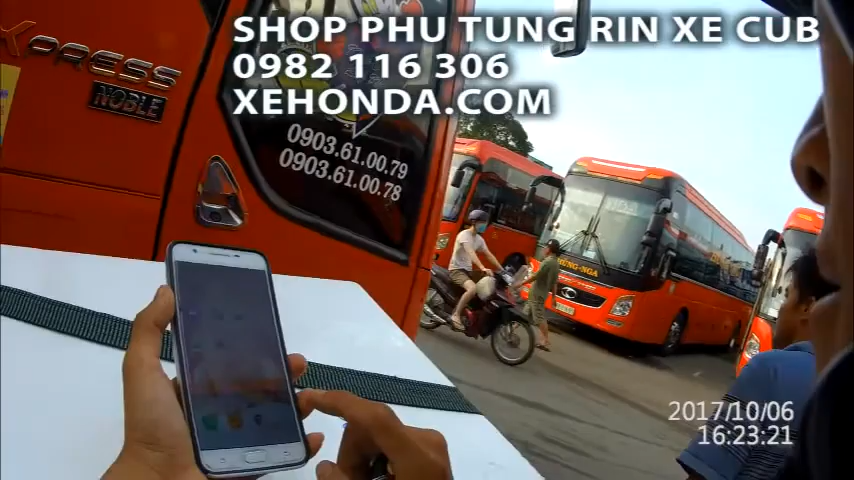 SHOP PHU TUNG RIN XE CUB
0982 116 306
XEHONDACP.COM
XPRESS
NOBLE
0903.61.00.79
0903.61.00.78
2017/10/06
16:23:21